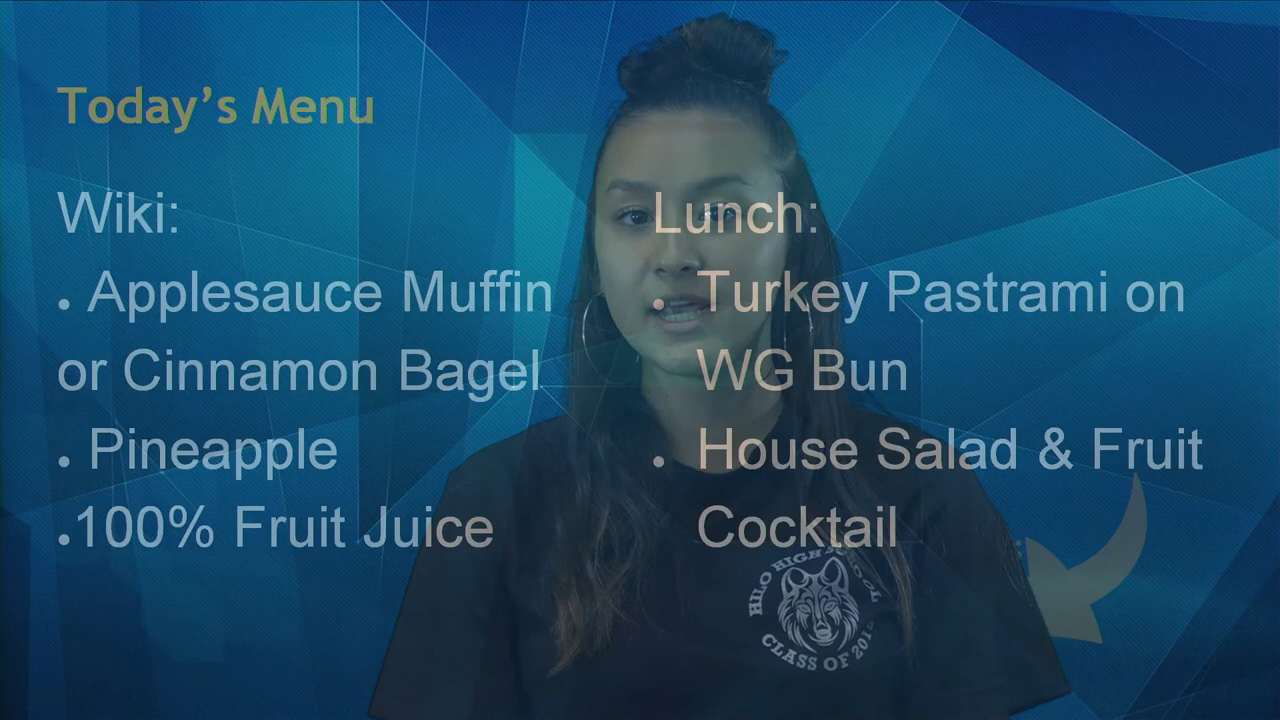 Today’s Menu
Wiki:
• Applesauce Muffin
or Cinnamon Bagel
• Pineapple
•100% Fruit Juice
Lunch:
• Turkey Pastrami on
WG Bun
• House Salad & Fruit
Cocktail
HILO HIGH SCHOOL
CLASS OF